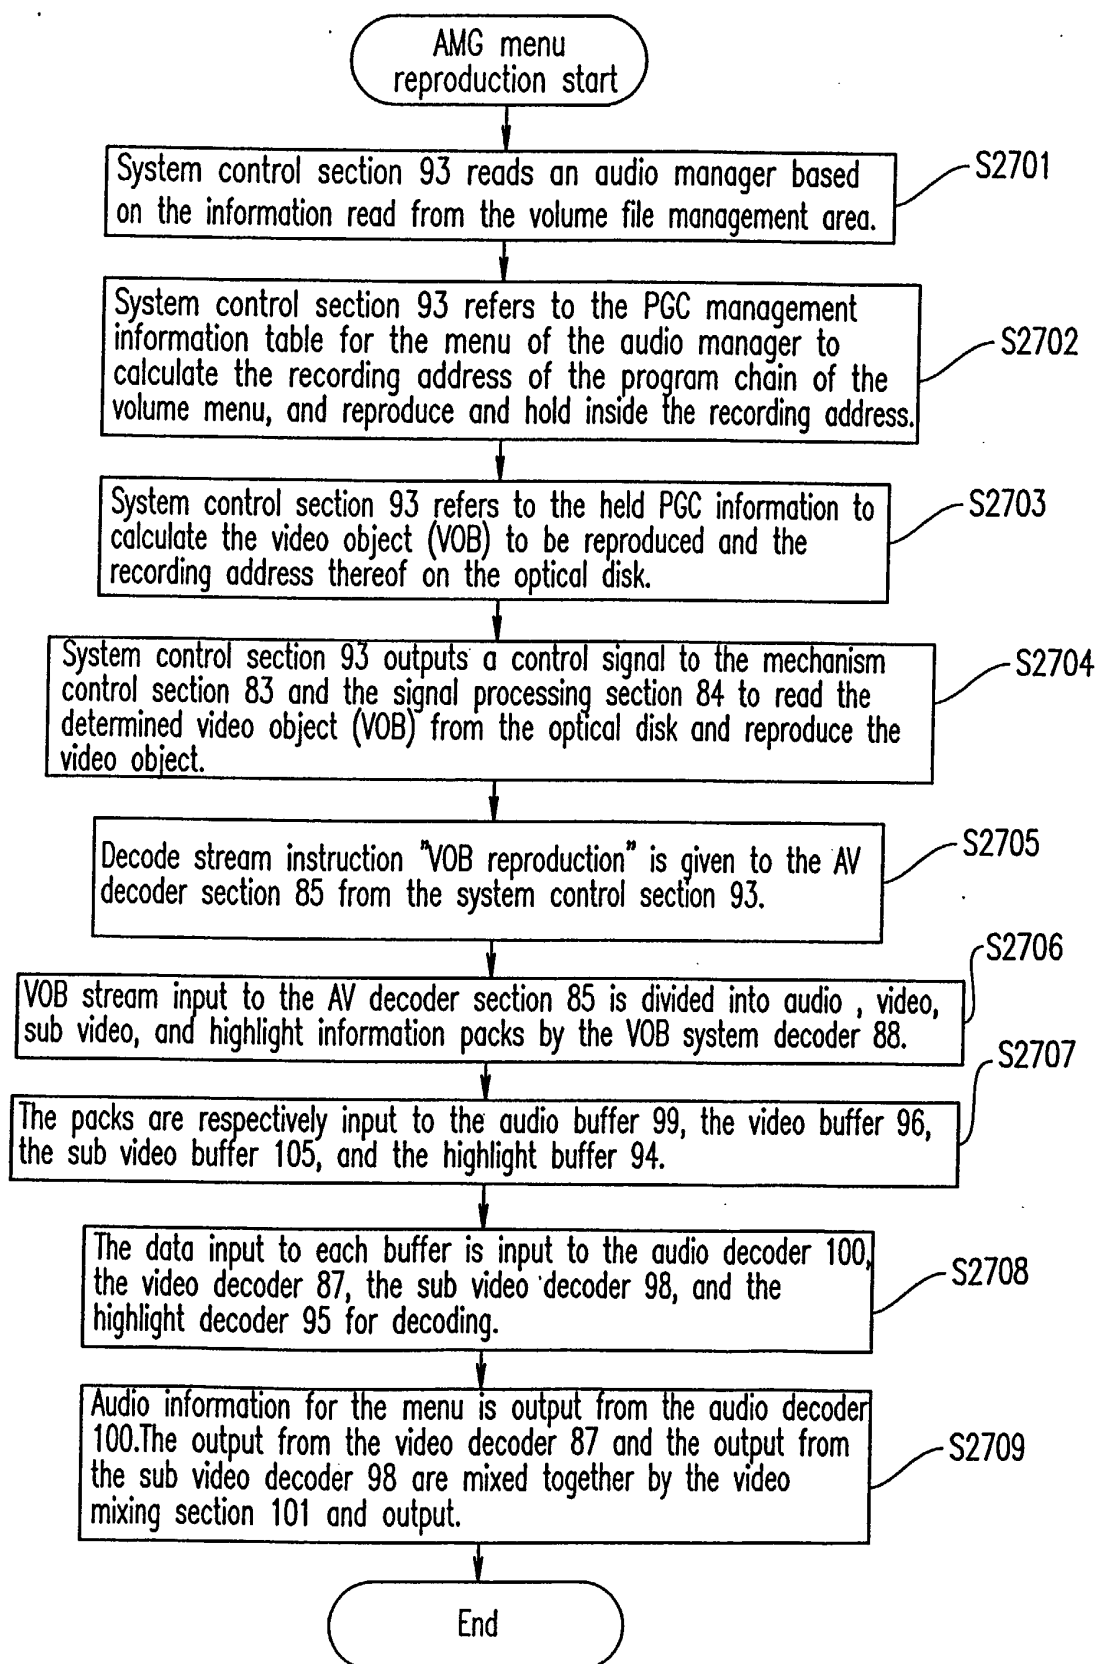 AMG menu
reproduction start
System control section 93 reads an audio manager based
on the information read from the volume file management area.
S2701
System control section 93 refers to the PGC management
information table for the menu of the audio manager to
calculate the recording address of the program chain of the
volume menu, and reproduce and hold inside the recording address.
S2702
System control section 93 refers to the held PGC information to
calculate the video object (VOB) to be reproduced and the
recording address thereof on the optical disk.
S2703
System control section 93 outputs a control signal to the mechanism
control section 83 and the signal processing section 84 to read the
determined video object (VOB) from the optical disk and reproduce the
video object.
S2704
Decode stream instruction "VOB reproduction" is given to the AV
decoder section 85 from the system control section 93.
S2705
VOB stream input to the AV decoder section 85 is divided into audio , video,
sub video, and highlight information packs by the VOB system decoder 88.
S2706
The packs are respectively input to the audio buffer 99, the video buffer 96,
the sub video buffer 105, and the highlight buffer 94.
S2707
The data input to each buffer is input to the audio decoder 100,
the video decoder 87, the sub video decoder 98, and the
highlight decoder 95 for decoding.
S2708
Audio information for the menu is output from the audio decoder
100.The output from the video decoder 87 and the output from
the sub video decoder 98 are mixed together by the video
mixing section 101 and output.
S2709
End